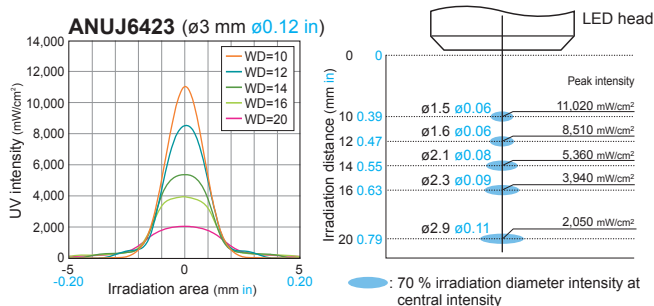 ANUJ6423 (ø3 mm ø0.12 in)
UV intensity (mW/cm²)
14,000
12,000
10,000
8,000
6,000
4,000
2,000
0
WD=10
WD=12
WD=14
WD=16
WD=20
-5 0 5
-0.20 0.20
Irradiation area (mm in)
LED head
Irradiation distance (mm in)
0 0
Peak intensity
10 0.39 ø1.5 ø0.06 11,020 mW/cm²
12 0.47 ø1.6 ø0.06 8,510 mW/cm²
14 0.55 ø2.1 ø0.08 5,360 mW/cm²
16 0.63 ø2.3 ø0.09 3,940 mW/cm²
20 0.79 ø2.9 ø0.11 2,050 mW/cm²
: 70 % irradiation diameter intensity at
central intensity